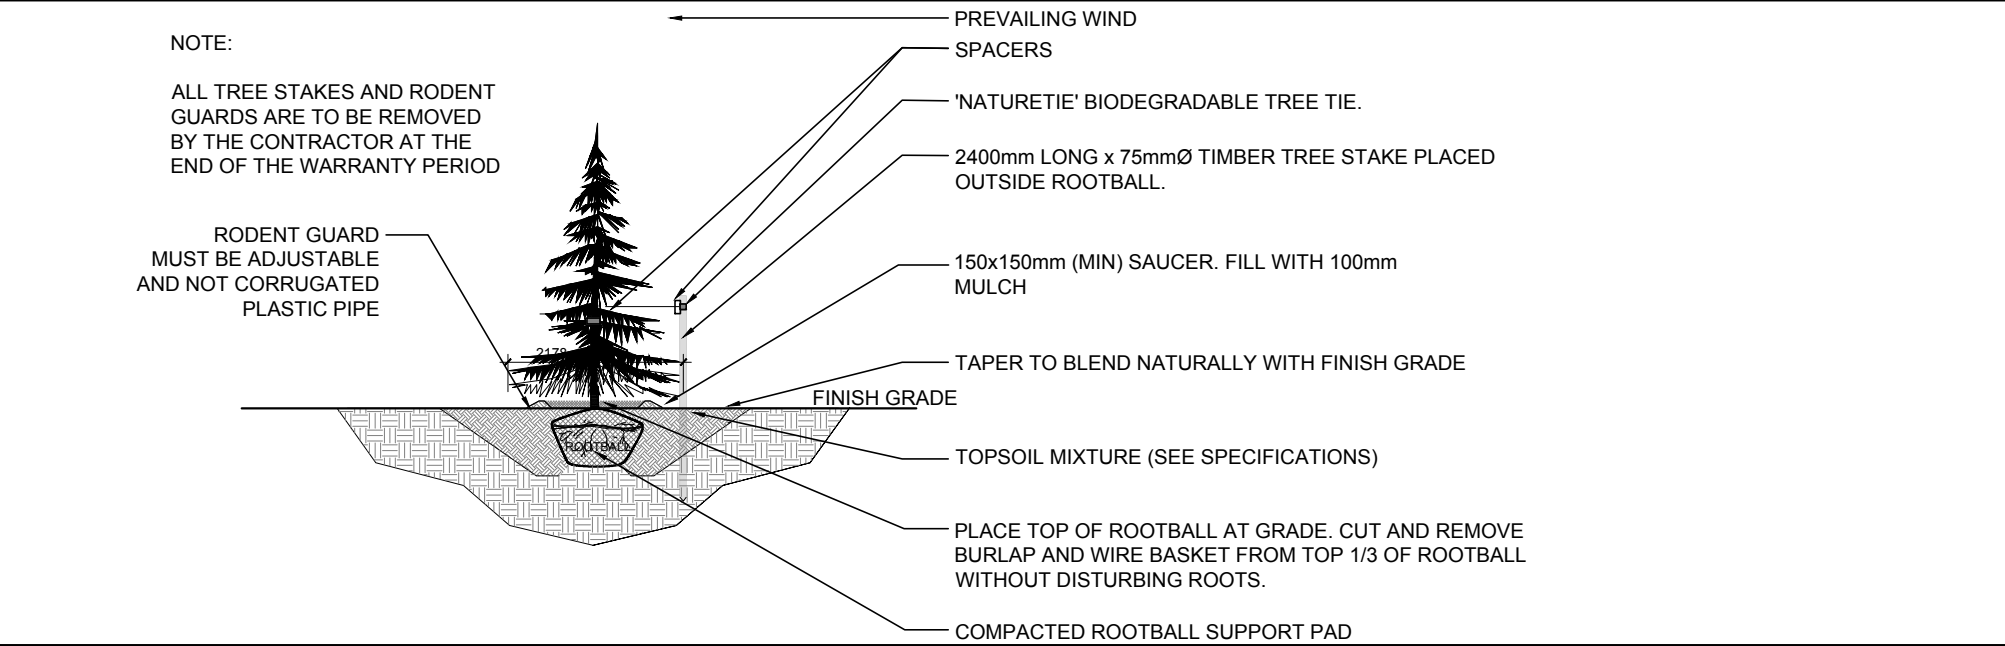 NOTE:
ALL TREE STAKES AND RODENT
GUARDS ARE TO BE REMOVED
BY THE CONTRACTOR AT THE
END OF THE WARRANTY PERIOD
RODENT GUARD
MUST BE ADJUSTABLE
AND NOT CORRUGATED
PLASTIC PIPE
PREVAILING WIND
SPACERS
'NATURETIE' BIODEGRADABLE TREE TIE.
2400mm LONG x 75mmØ TIMBER TREE STAKE PLACED
OUTSIDE ROOTBALL.
150x150mm (MIN) SAUCER. FILL WITH 100mm
MULCH
TAPER TO BLEND NATURALLY WITH FINISH GRADE
FINISH GRADE
ROOTBALL
TOPSOIL MIXTURE (SEE SPECIFICATIONS)
PLACE TOP OF ROOTBALL AT GRADE. CUT AND REMOVE
BURLAP AND WIRE BASKET FROM TOP 1/3 OF ROOTBALL
WITHOUT DISTURBING ROOTS.
COMPACTED ROOTBALL SUPPORT PAD